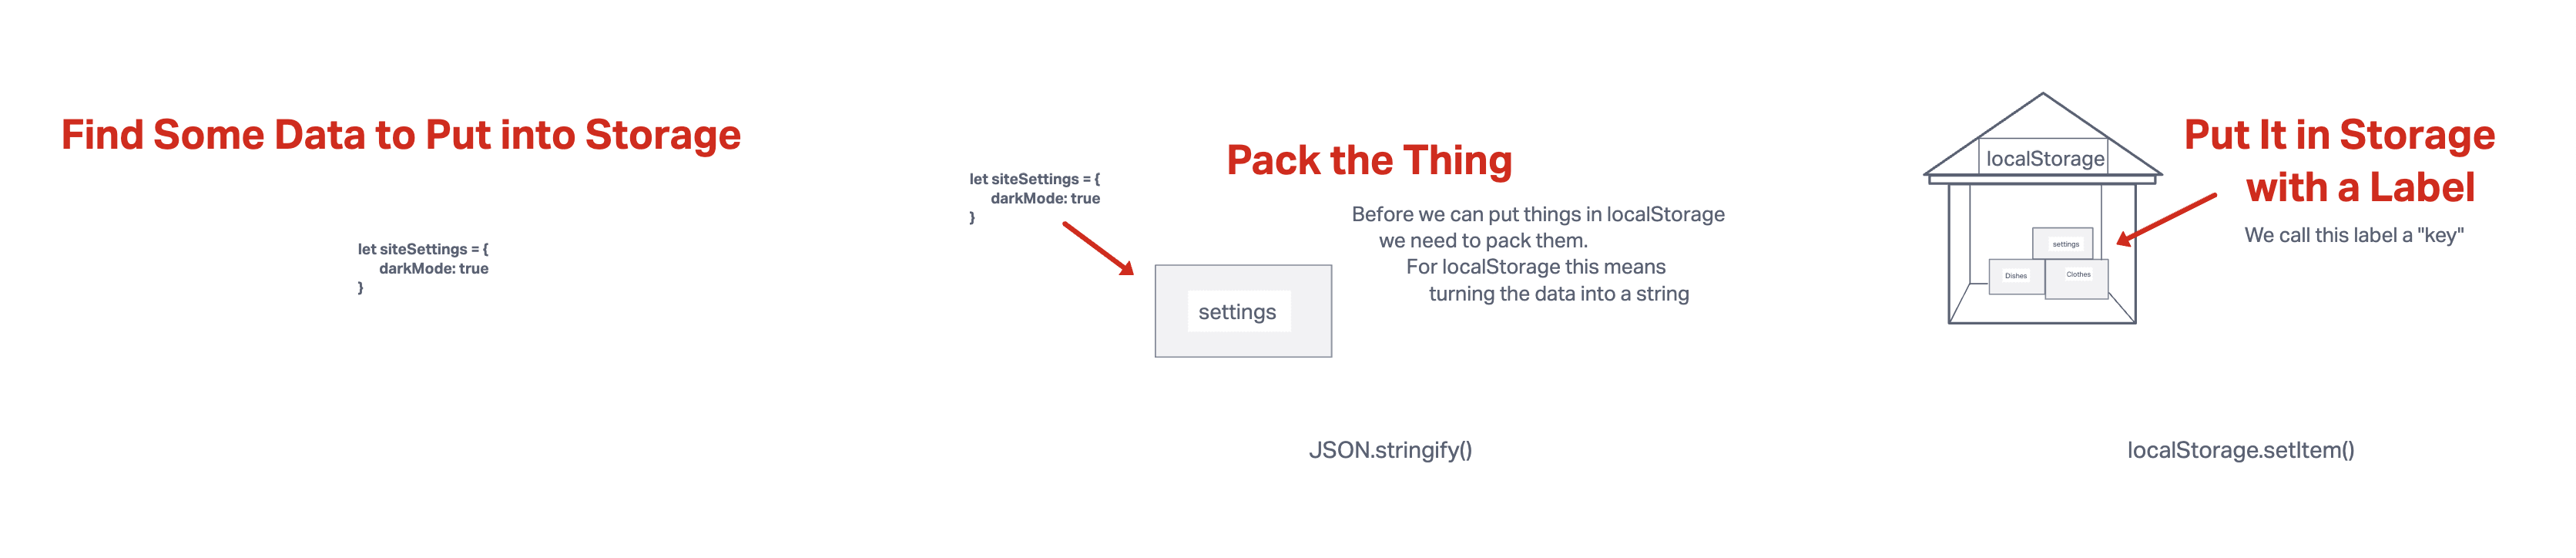 Find Some Data to Put into Storage
let siteSettings = {
darkMode: true
}
let siteSettings = {
darkMode: true
}
Pack the Thing
Before we can put things in localStorage
we need to pack them.
For localStorage this means
turning the data into a string
settings
JSON.stringify()
localStorage
settings
Dishes
Clothes
Put It in Storage
with a Label
We call this label a "key"
localStorage.setItem()